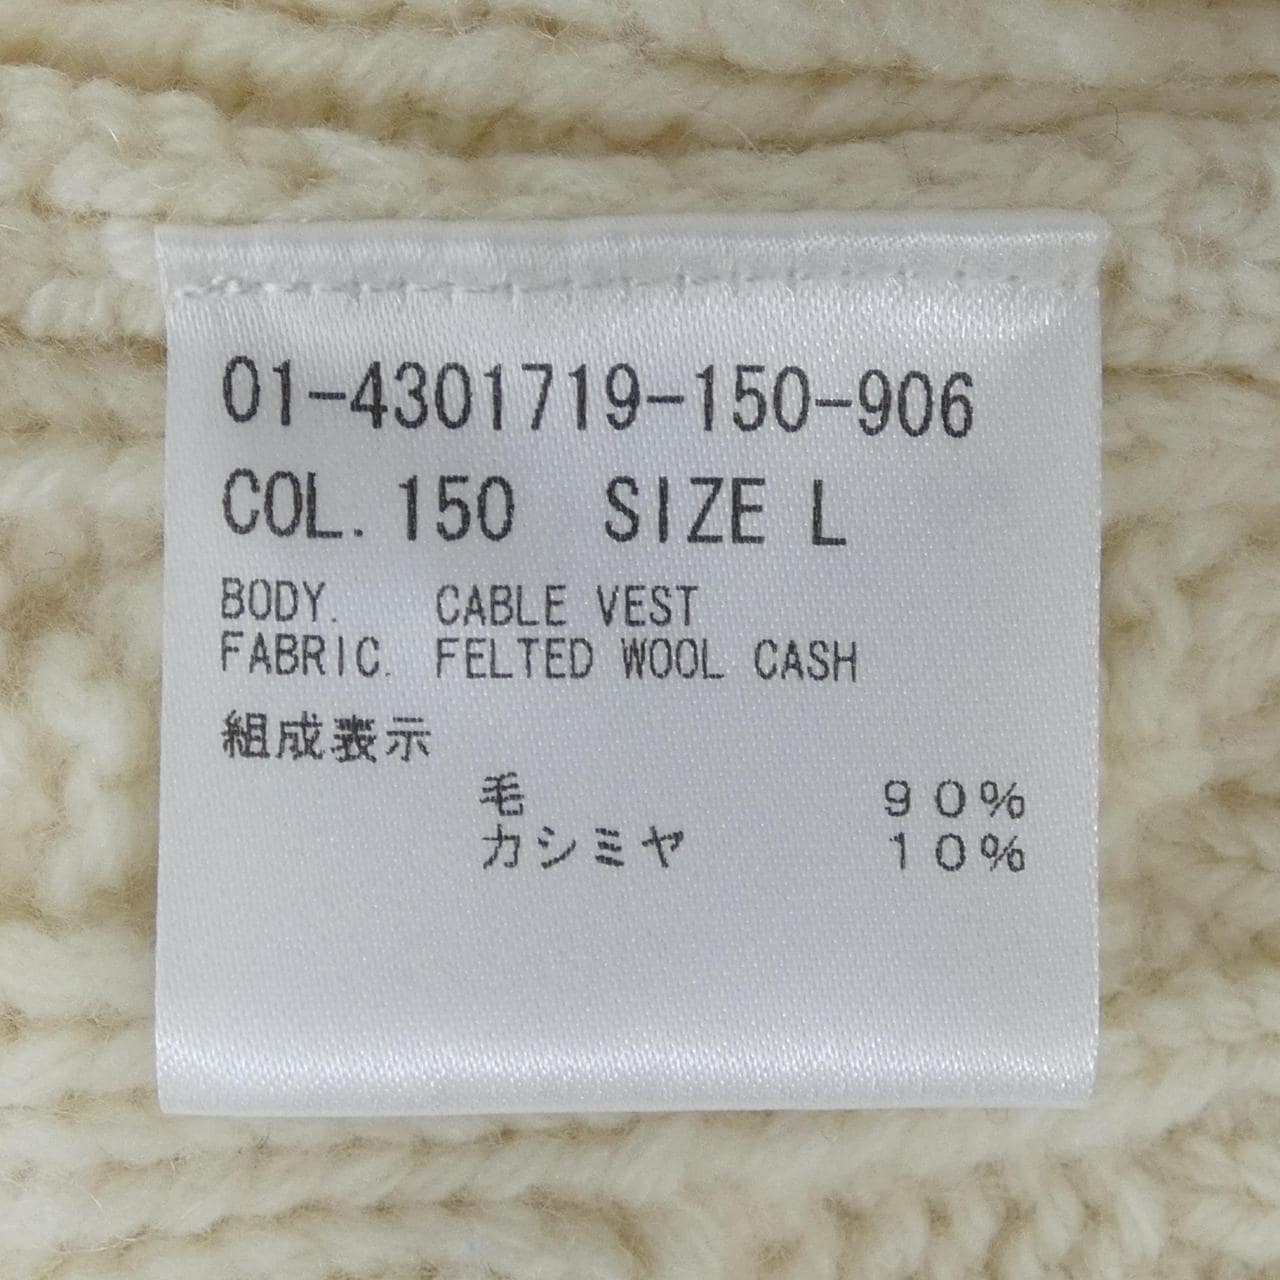 01-4301719-150-906
COL. 150 SIZE L
BODY. CABLE VEST
FABRIC. FELTED WOOL CASH
組成表示
毛 90%
カシミヤ 10%